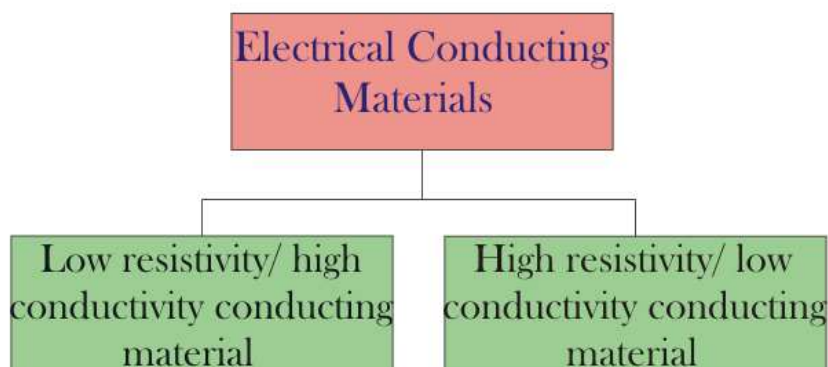 Electrical Conducting
Materials
Low resistivity/ high
conductivity conducting
material
High resistivity/ low
conductivity conducting
material